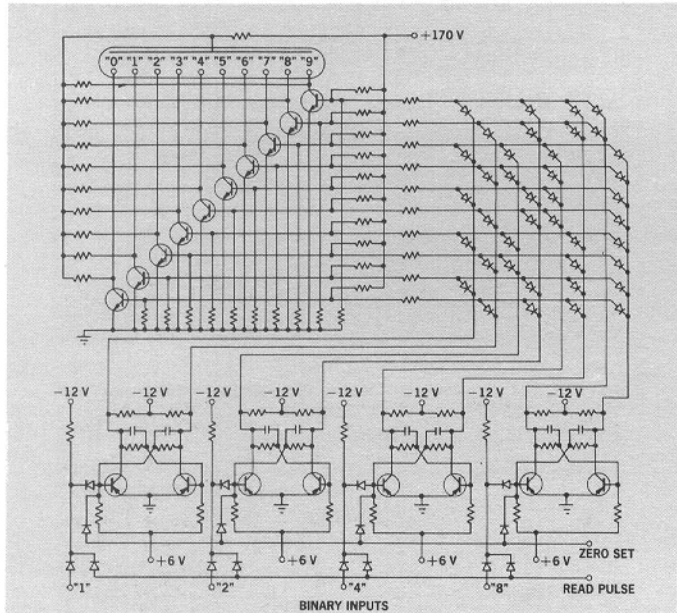 +170 V
"0" "1" "2" "3" "4" "5" "6" "7" "8" "9"
−12 V −12 V −12 V −12 V −12 V −12 V −12 V −12 V
+6 V +6 V +6 V +6 V
ZERO SET
"1" "2" "4" "8" READ PULSE
BINARY INPUTS